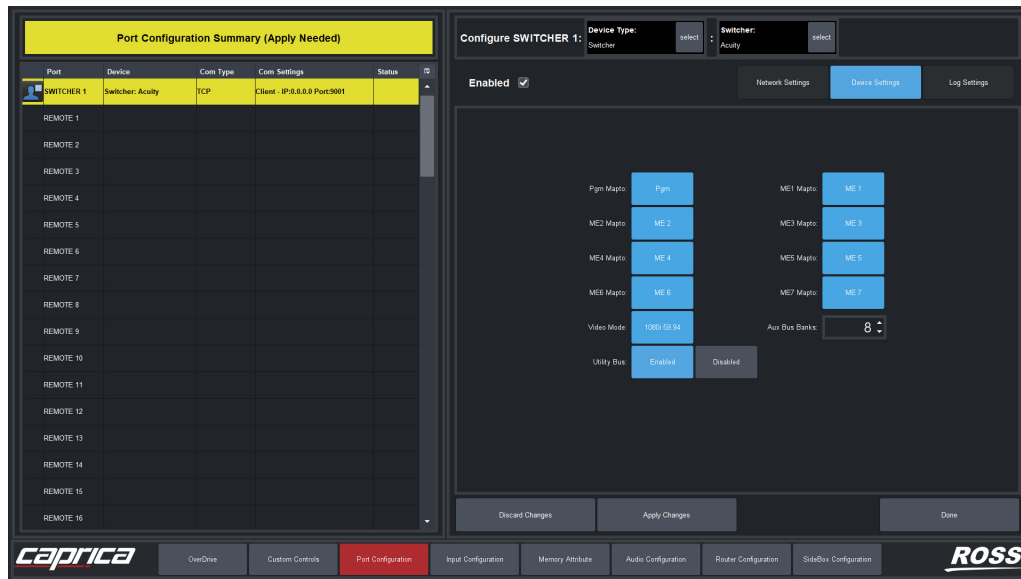 Port Configuration Summary (Apply Needed)
Port Device Com Type Com Settings Status
SWITCHER 1 Switcher: Acuity TCP Client - IP:0.0.0.0 Port:9001
REMOTE 1
REMOTE 2
REMOTE 3
REMOTE 4
REMOTE 5
REMOTE 6
REMOTE 7
REMOTE 8
REMOTE 9
REMOTE 10
REMOTE 11
REMOTE 12
REMOTE 13
REMOTE 14
REMOTE 15
REMOTE 16
Configure SWITCHER 1: Device Type: Switcher select : Switcher: Acuity select
Enabled Network Settings Device Settings Log Settings
Pgm Mapto: Pgm ME1 Mapto: ME 1
ME2 Mapto: ME 2 ME3 Mapto: ME 3
ME4 Mapto: ME 4 ME5 Mapto: ME 5
ME6 Mapto: ME 6 ME7 Mapto: ME 7
Video Mode: 1080i 59.94 Aux Bus Banks: 8
Utility Bus: Enabled Disabled
Discard Changes Apply Changes Done
caprica OverDrive Custom Controls Port Configuration Input Configuration Memory Attribute Audio Configuration Router Configuration SideBox Configuration ROSS